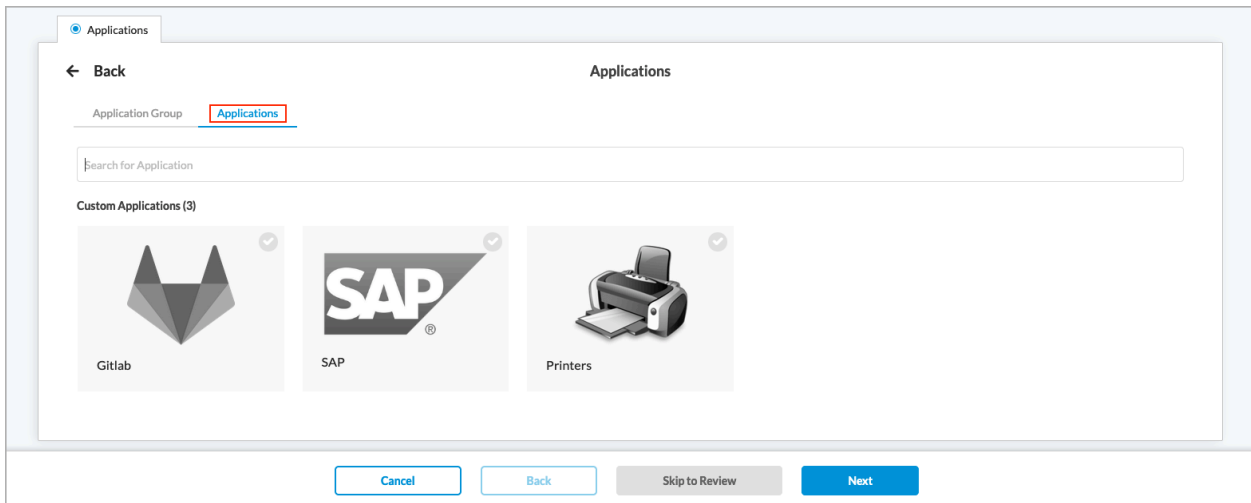 Applications
Back
Applications
Application Group Applications
Search for Application
Custom Applications (3)
SAP
®
Gitlab
SAP
Printers
Cancel Back Skip to Review Next